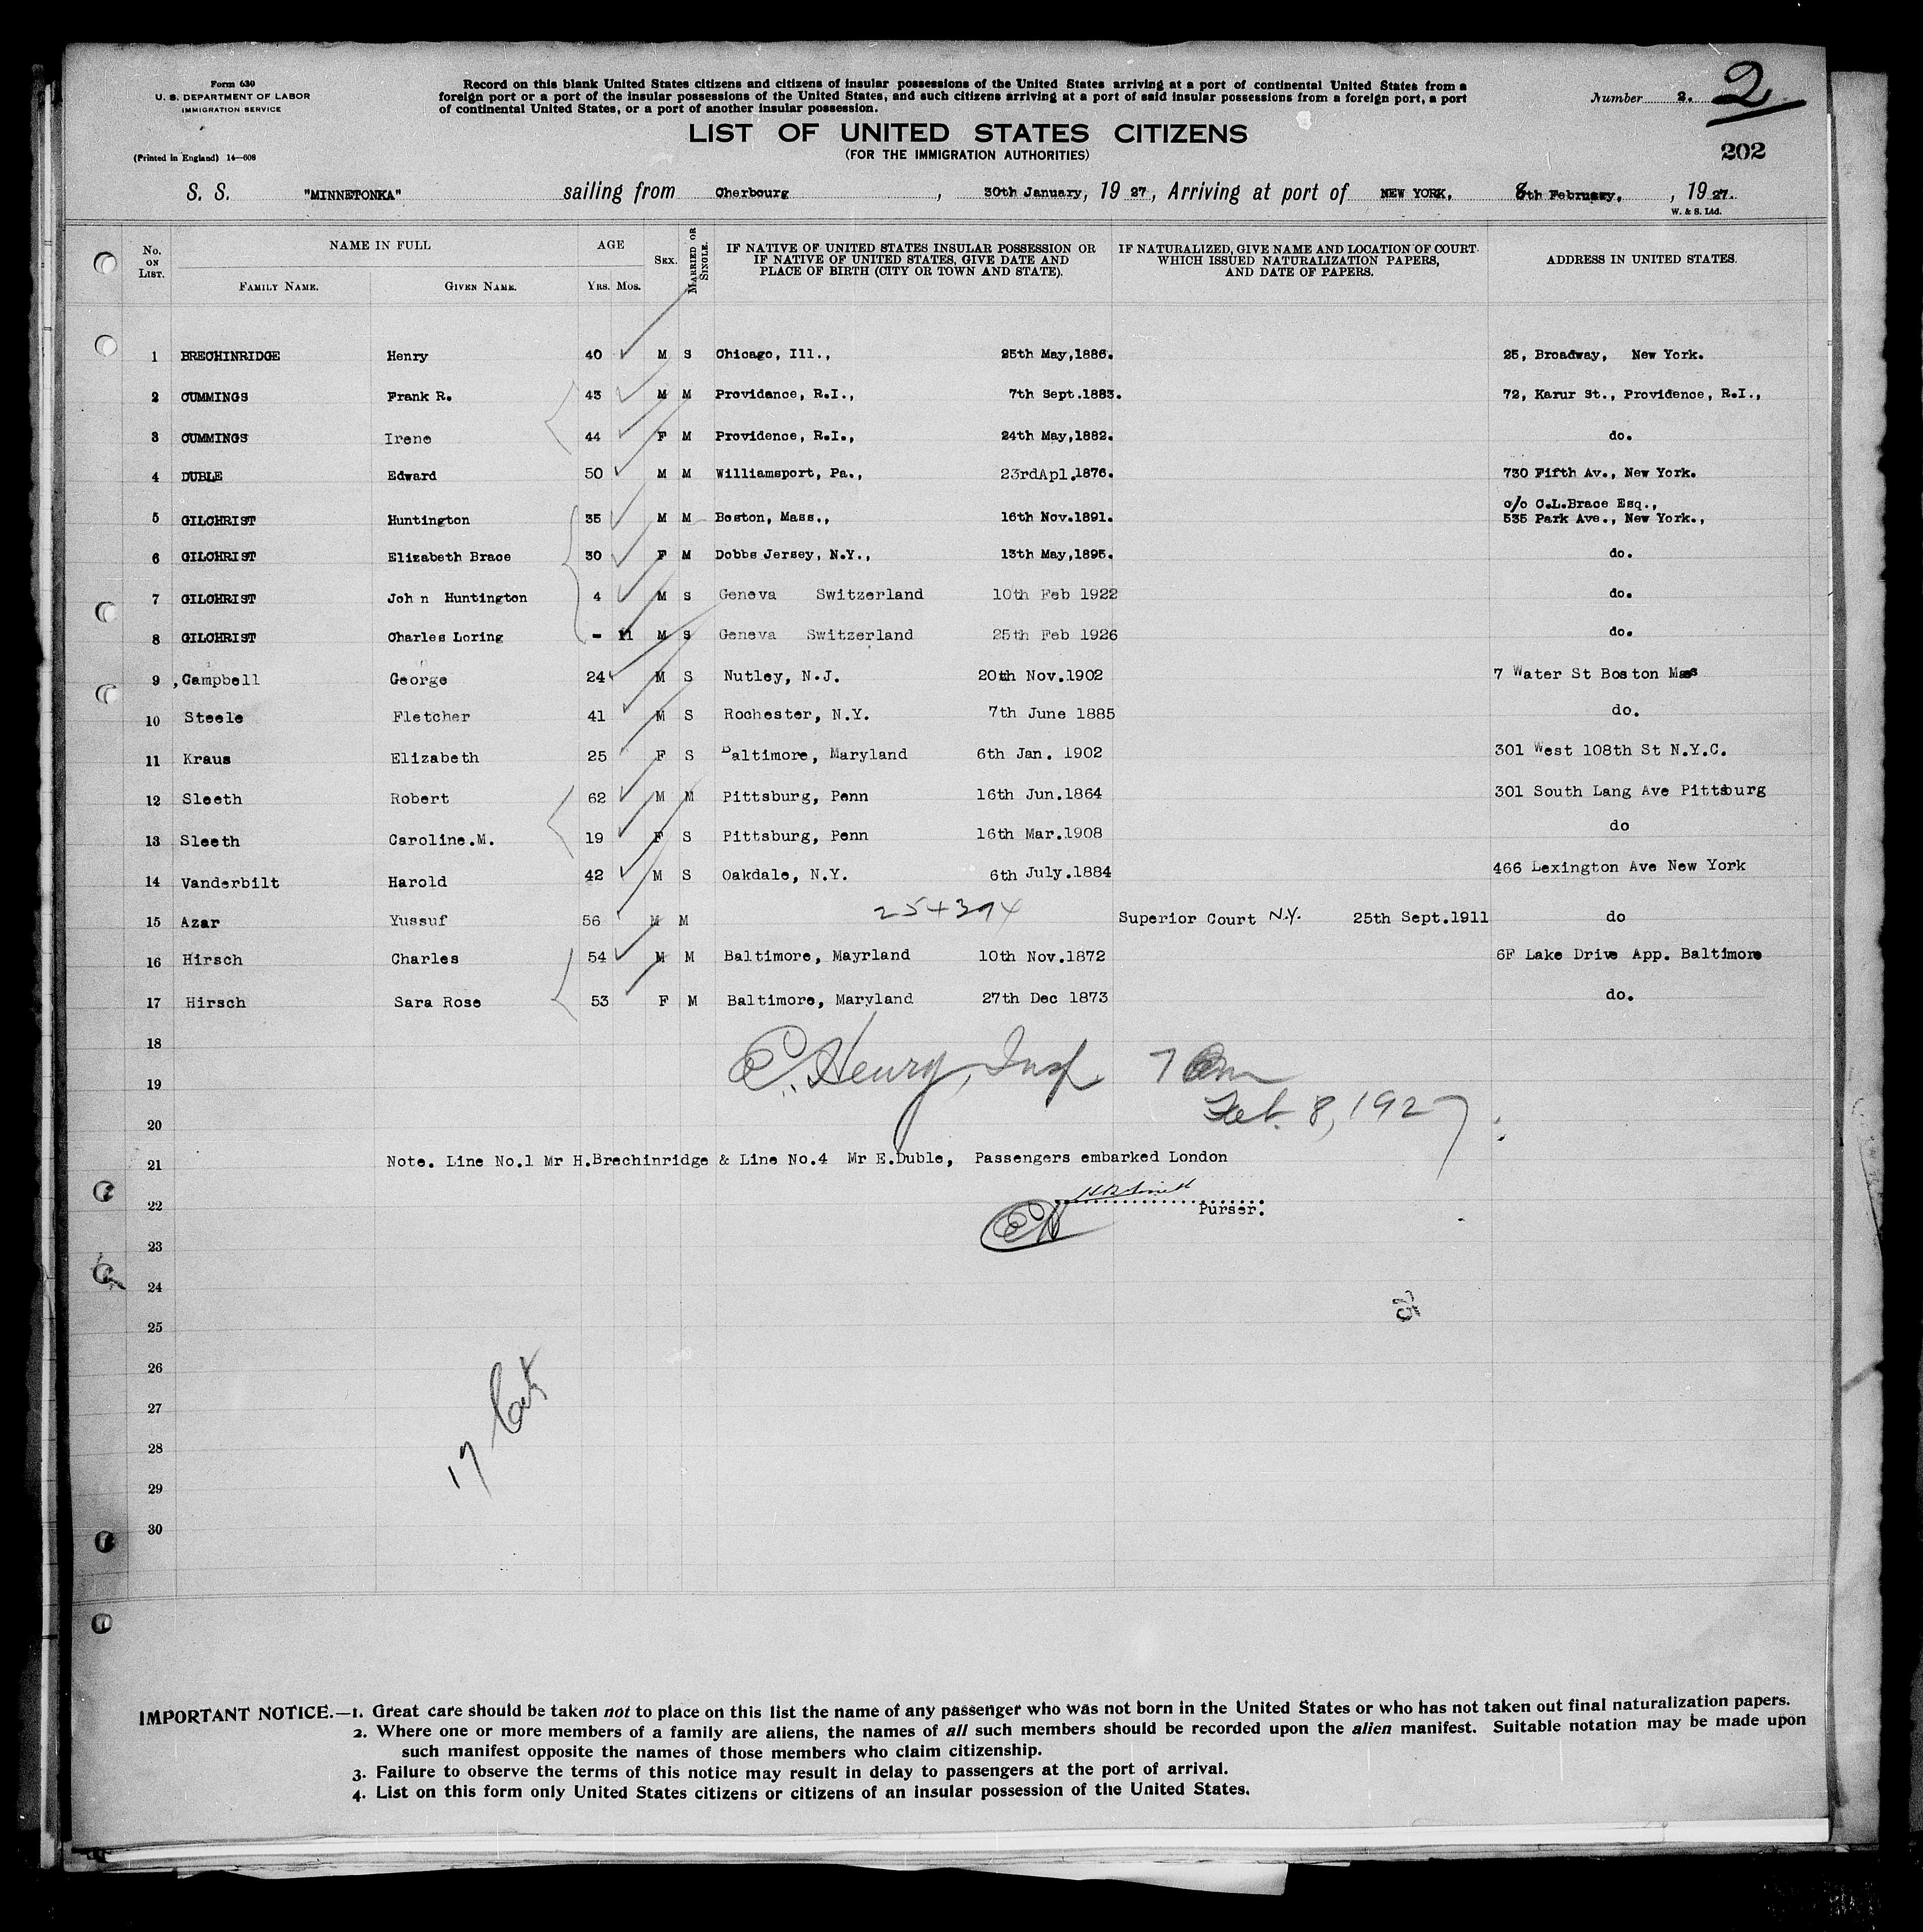 Form 630
U. S. DEPARTMENT OF LABOR
IMMIGRATION SERVICE
(Printed in England) 14—608
Record on this blank United States citizens and citizens of insular possessions of the United States arriving at a port of continental United States from a
foreign port or a port of the insular possessions of the United States, and such citizens arriving at a port of said insular possessions from a foreign port, a port
of continental United States, or a port of another insular possession.
Number 2. 2
LIST OF UNITED STATES CITIZENS
(FOR THE IMMIGRATION AUTHORITIES)
202
S. S. "MINNETONKA" sailing from Cherbourg, 30th January, 1927, Arriving at port of NEW YORK, 8th February, 1927.
W. & S. Ltd.
No. ON LIST. NAME IN FULL AGE SEX. MARRIED OR SINGLE. IF NATIVE OF UNITED STATES INSULAR POSSESSION OR IF NATIVE OF UNITED STATES, GIVE DATE AND PLACE OF BIRTH (CITY OR TOWN AND STATE). IF NATURALIZED, GIVE NAME AND LOCATION OF COURT WHICH ISSUED NATURALIZATION PAPERS, AND DATE OF PAPERS. ADDRESS IN UNITED STATES.
FAMILY NAME. GIVEN NAME. YRS. MOS.
1 BRECHINRIDGE Henry 40 M S Chicago, Ill., 25th May,1886. 25, Broadway, New York.
2 CUMMINGS Frank R. 43 M M Providence, R.I., 7th Sept.1883. 72, Karur St., Providence, R.I.,
3 CUMMINGS Irene 44 F M Providence, R.I., 24th May,1882. do.
4 DUBLE Edward 50 M M Williamsport, Pa., 23rdApl.1876. 730 Fifth Av., New York.
c/o C.L.Brace Esq.,
5 GILCHRIST Huntington 35 M M Boston, Mass., 16th Nov.1891. 535 Park Ave., New York.,
6 GILCHRIST Elizabeth Brace 30 F M Dobbs Jersey, N.Y., 13th May,1895. do.
7 GILCHRIST Joh n Huntington 4 M S Geneva Switzerland 10th Feb 1922 do.
8 GILCHRIST Charles Loring - 11 M S Geneva Switzerland 25th Feb 1926 do.
9 Campbell George 24 M S Nutley, N.J. 20th Nov.1902 7 Water St Boston Mass
10 Steele Fletcher 41 M S Rochester, N.Y. 7th June 1885 do.
11 Kraus Elizabeth 25 F S Baltimore, Maryland 6th Jan. 1902 301 West 108th St N.Y.C.
12 Sleeth Robert 62 M M Pittsburg, Penn 16th Jun.1864 301 South Lang Ave Pittsburg
13 Sleeth Caroline.M. 19 F S Pittsburg, Penn 16th Mar.1908 do
14 Vanderbilt Harold 42 M S Oakdale, N.Y. 6th July.1884 466 Lexington Ave New York
15 Azar Yussuf 56 M M Superior Court N.Y. 25th Sept.1911 do
16 Hirsch Charles 54 M M Baltimore, Mayrland 10th Nov.1872 6F Lake Drive App. Baltimore
17 Hirsch Sara Rose 53 F M Baltimore, Maryland 27th Dec 1873 do.
18
19 C. Henry, Insp 7 am
20 Feb. 8, 1927
21 Note. Line No.1 Mr H.Brechinridge & Line No.4 Mr E.Duble, Passengers embarked London
22 Purser.
CH
23
24
25
26
27
17
28
29
30
IMPORTANT NOTICE.—1. Great care should be taken not to place on this list the name of any passenger who was not born in the United States or who has not taken out final naturalization papers.
2. Where one or more members of a family are aliens, the names of all such members should be recorded upon the alien manifest. Suitable notation may be made upon
such manifest opposite the names of those members who claim citizenship.
3. Failure to observe the terms of this notice may result in delay to passengers at the port of arrival.
4. List on this form only United States citizens or citizens of an insular possession of the United States.